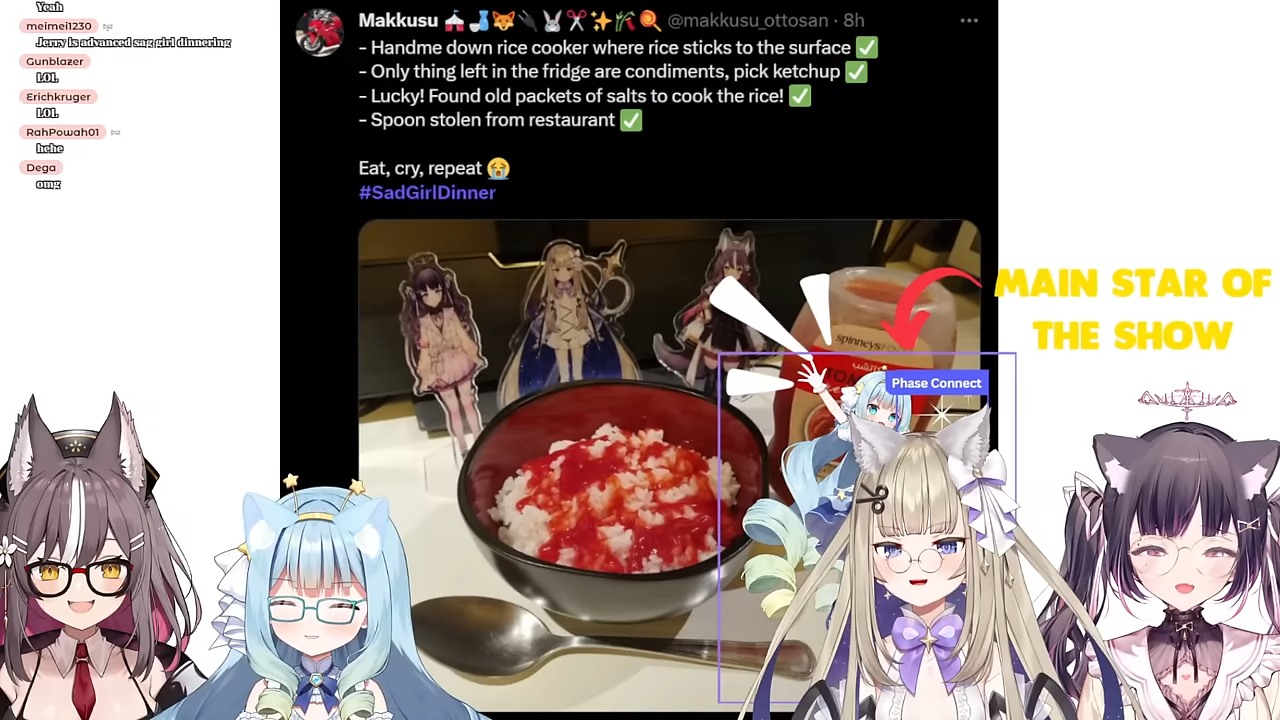 Yeah
meimei1230
Jerry is advanced sag girl dinnering
Gunblazer
LOL
Erichkruger
LOL
RahPowah01
hehe
Dega
omg
Makkusu 🎪🏺🦊🔌🐰✂️✨🎋🍭 @makkusu_ottosan · 8h
- Handme down rice cooker where rice sticks to the surface ✅
- Only thing left in the fridge are condiments, pick ketchup ✅
- Lucky! Found old packets of salts to cook the rice! ✅
- Spoon stolen from restaurant ✅
Eat, cry, repeat 😭
#SadGirlDinner
MAIN STAR OF
THE SHOW
spinneys
Phase Connect